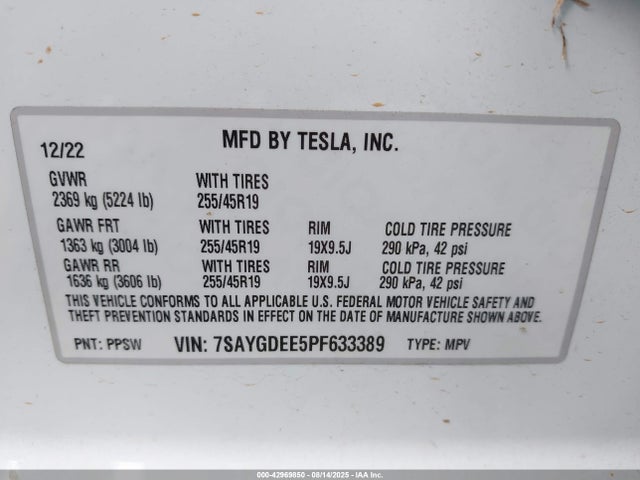 MFD BY TESLA, INC.
12/22
GVWR WITH TIRES
2369 kg (5224 lb) 255/45R19
GAWR FRT WITH TIRES RIM COLD TIRE PRESSURE
1363 kg (3004 lb) 255/45R19 19X9.5J 290 kPa, 42 psi
GAWR RR WITH TIRES RIM COLD TIRE PRESSURE
1636 kg (3606 lb) 255/45R19 19X9.5J 290 kPa, 42 psi
THIS VEHICLE CONFORMS TO ALL APPLICABLE U.S. FEDERAL MOTOR VEHICLE SAFETY AND
THEFT PREVENTION STANDARDS IN EFFECT ON THE DATE OF MANUFACTURE SHOWN ABOVE.
PNT: PPSW VIN: 7SAYGDEE5PF633389 TYPE: MPV
000-42969850 - 08/14/2025 - IAA Inc.